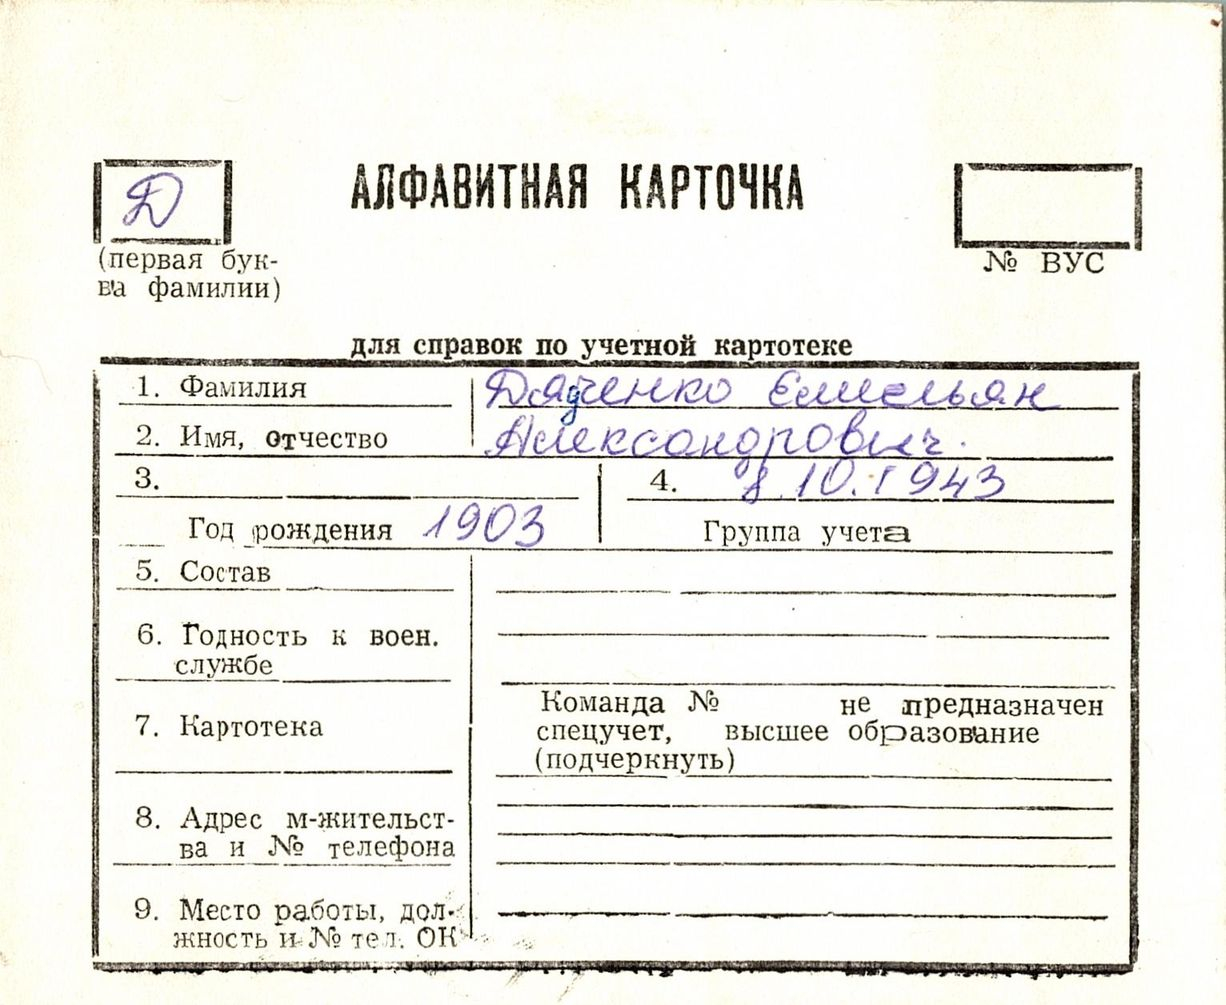 Д
АЛФАВИТНАЯ КАРТОЧКА
(первая бук-
ва фамилии)
№ ВУС
для справок по учетной картотеке
1. Фамилия Дяченко Емельян
2. Имя, отчество Александрович.
3. 4. 8.10.1943
Год рождения 1903 Группа учета
5. Состав
6. Годность к воен.
службе
7. Картотека
Команда № не предназначен
спецучет, высшее образование
(подчеркнуть)
8. Адрес м-жительст-
ва и № телефона
9. Место работы, дол-
жность и № тел. ОК